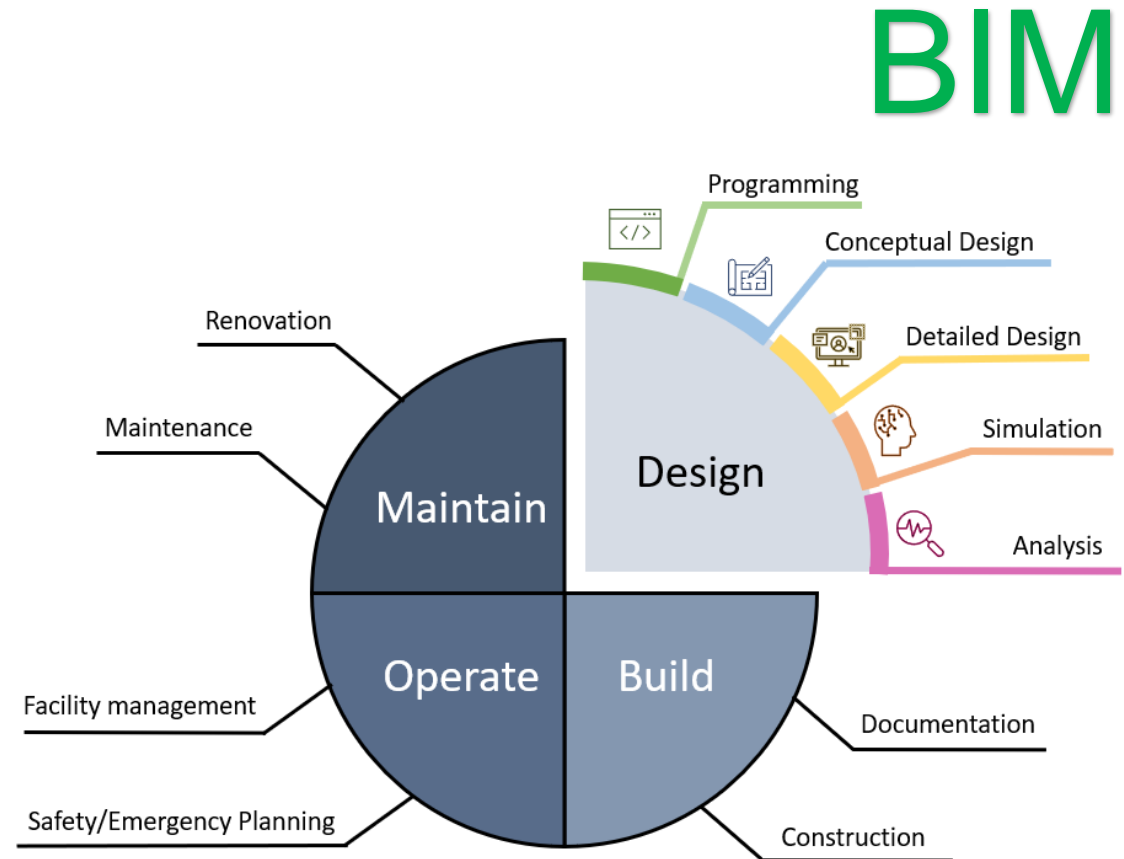 BIM
Programming
</>
Conceptual Design
Detailed Design
Simulation
Analysis
Design
Renovation
Maintenance
Maintain
Operate
Build
Facility management
Safety/Emergency Planning
Documentation
Construction